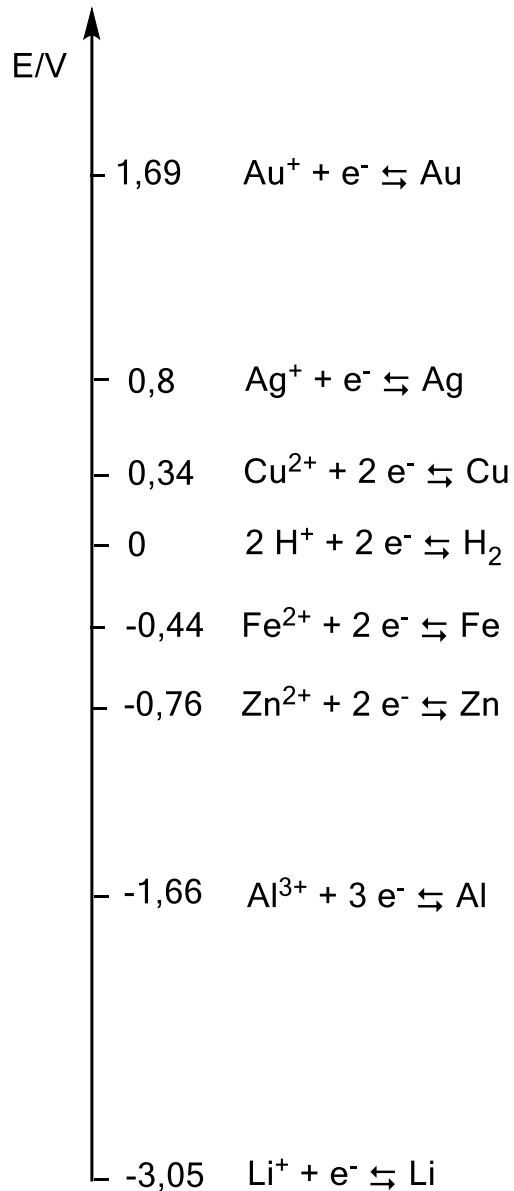 E/V
1,69 Au⁺ + e⁻ ⇆ Au
0,8 Ag⁺ + e⁻ ⇆ Ag
0,34 Cu²⁺ + 2 e⁻ ⇆ Cu
0 2 H⁺ + 2 e⁻ ⇆ H₂
-0,44 Fe²⁺ + 2 e⁻ ⇆ Fe
-0,76 Zn²⁺ + 2 e⁻ ⇆ Zn
-1,66 Al³⁺ + 3 e⁻ ⇆ Al
-3,05 Li⁺ + e⁻ ⇆ Li